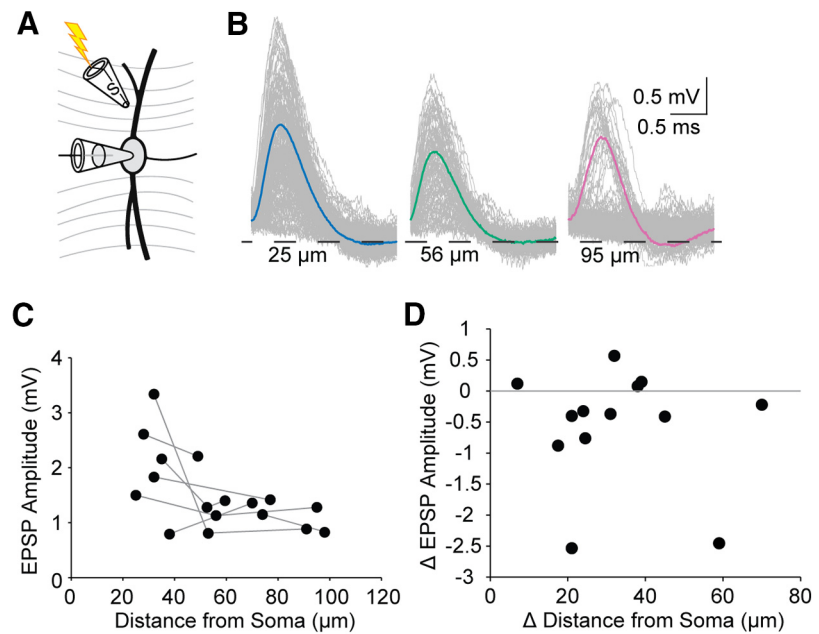 A
S
B
0.5 mV
0.5 ms
25 µm
56 µm
95 µm
C
EPSP Amplitude (mV)
4
3
2
1
0
0 20 40 60 80 100 120
Distance from Soma (µm)
D
Δ EPSP Amplitude (mV)
1
0.5
0
-0.5
-1
-1.5
-2
-2.5
-3
0 20 40 60 80
Δ Distance from Soma (µm)